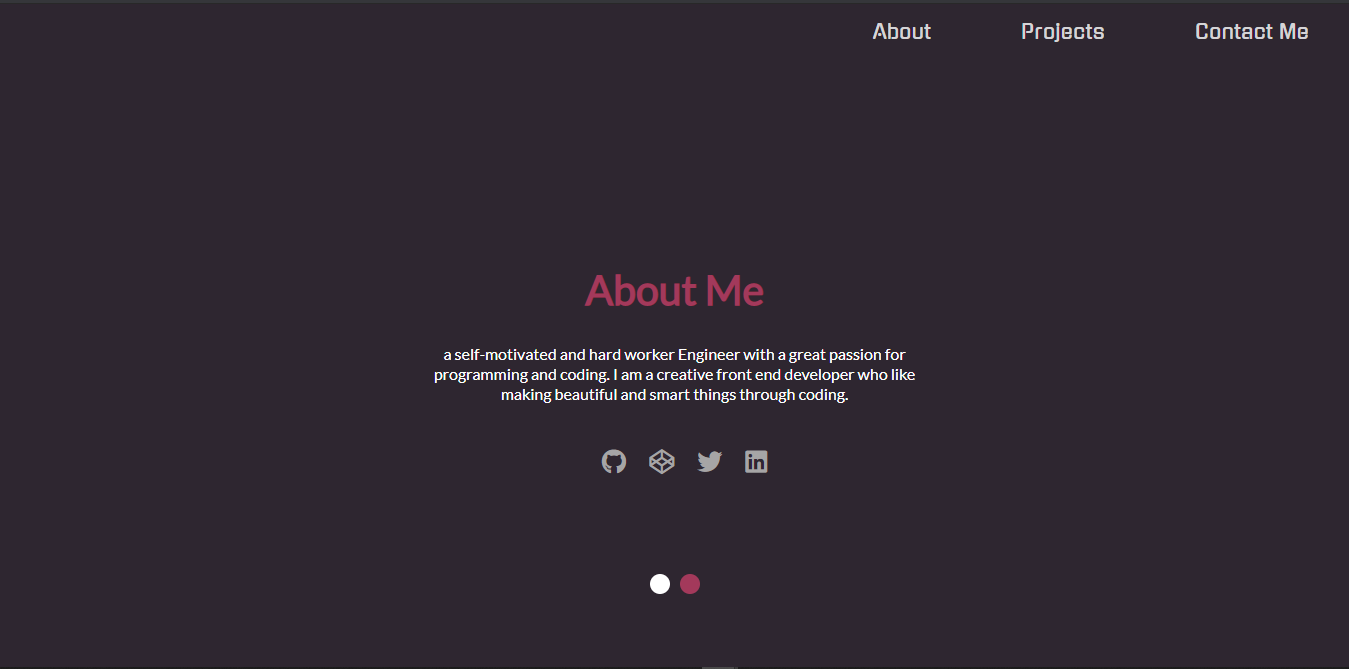 About Projects Contact Me
About Me
a self-motivated and hard worker Engineer with a great passion for
programming and coding. I am a creative front end developer who like
making beautiful and smart things through coding.